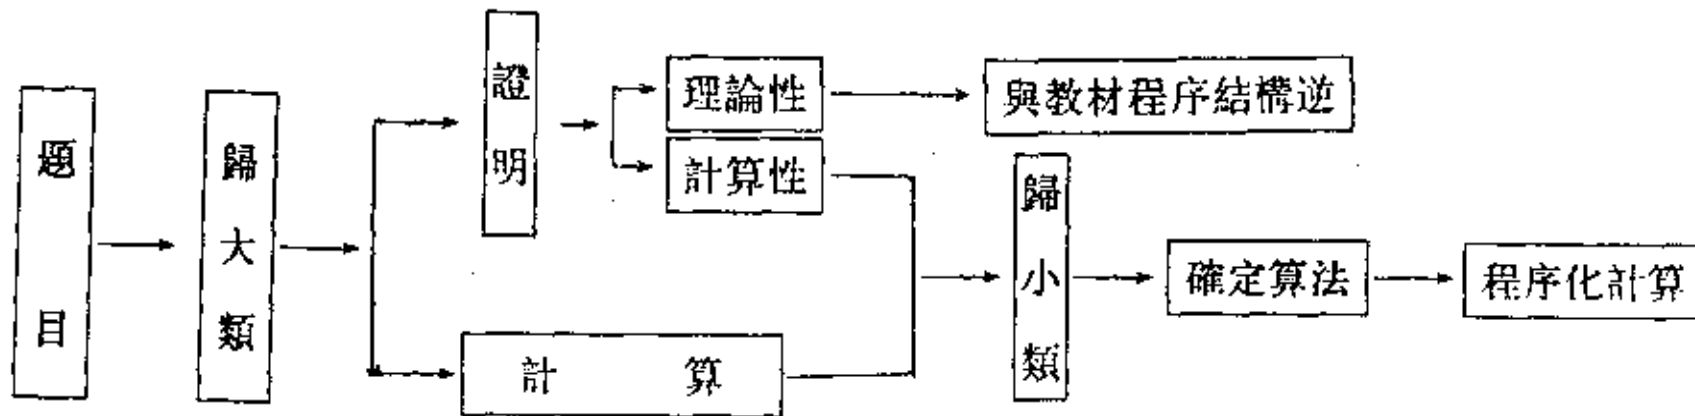 題目
歸大類
證明
理論性
與教材程序結構逆
計算性
計算
歸小類
確定算法
程序化計算